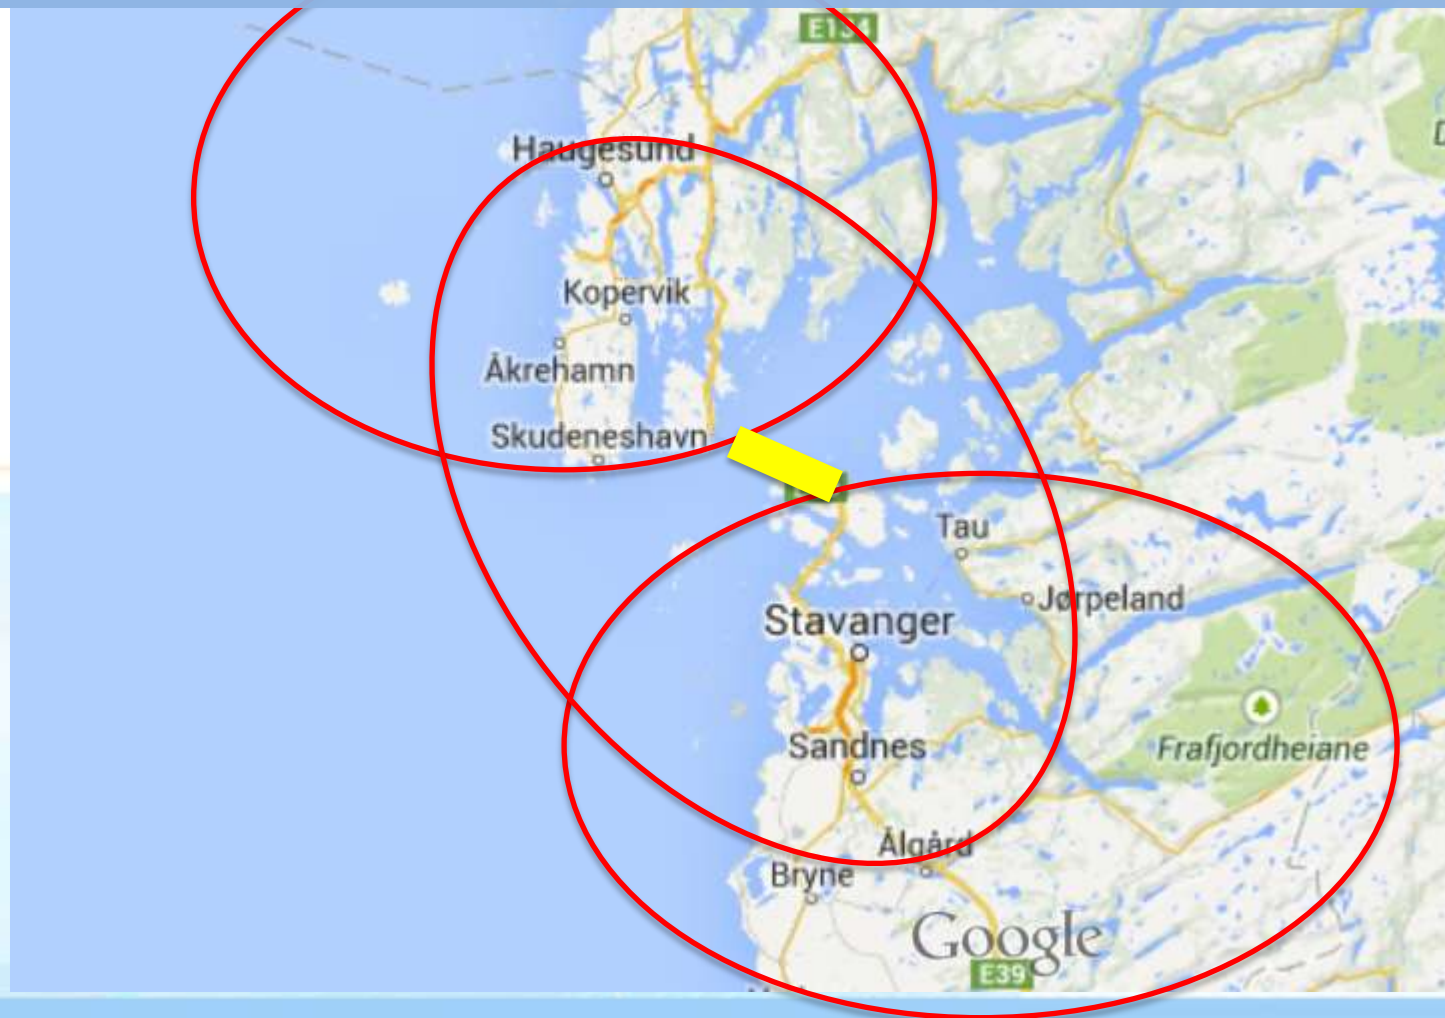 E134
Haugesund
Kopervik
Åkrehamn
Skudeneshavn
Tau
Jørpeland
Stavanger
Sandnes
Frafjordheiane
Ålgård
Bryne
Google
E39